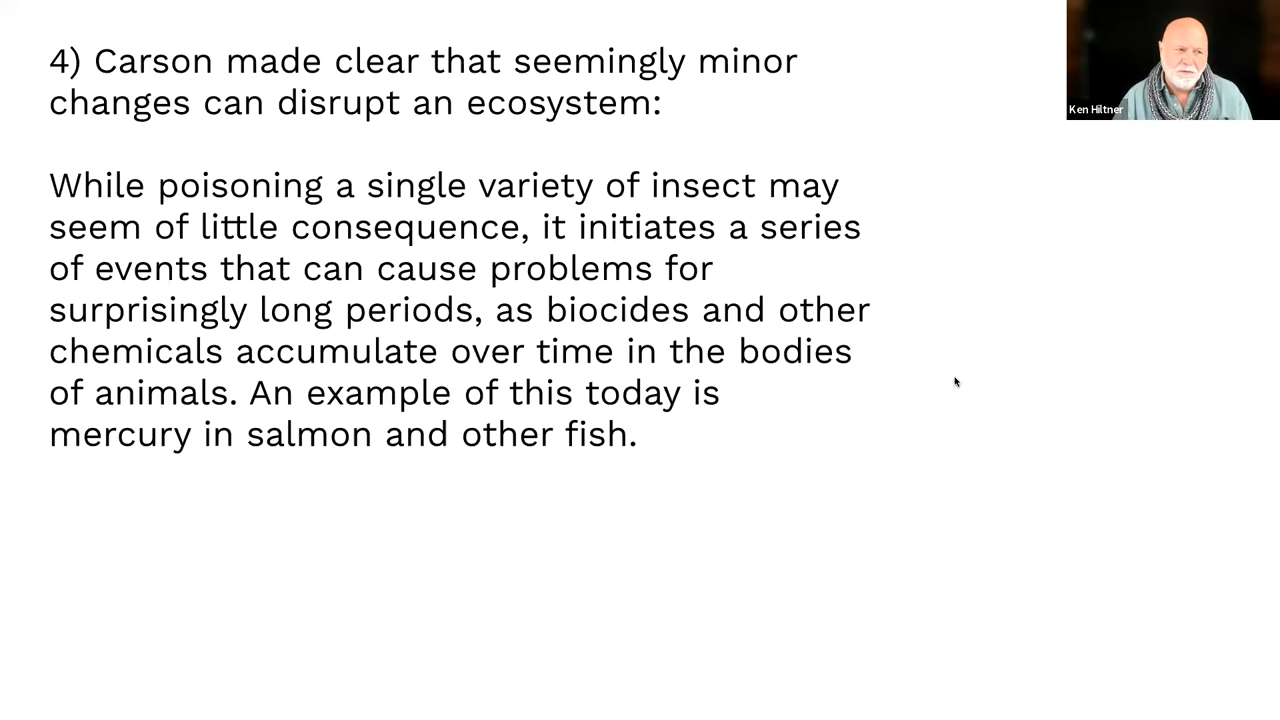 4) Carson made clear that seemingly minor
changes can disrupt an ecosystem:
While poisoning a single variety of insect may
seem of little consequence, it initiates a series
of events that can cause problems for
surprisingly long periods, as biocides and other
chemicals accumulate over time in the bodies
of animals. An example of this today is
mercury in salmon and other fish.
Ken Hiltner